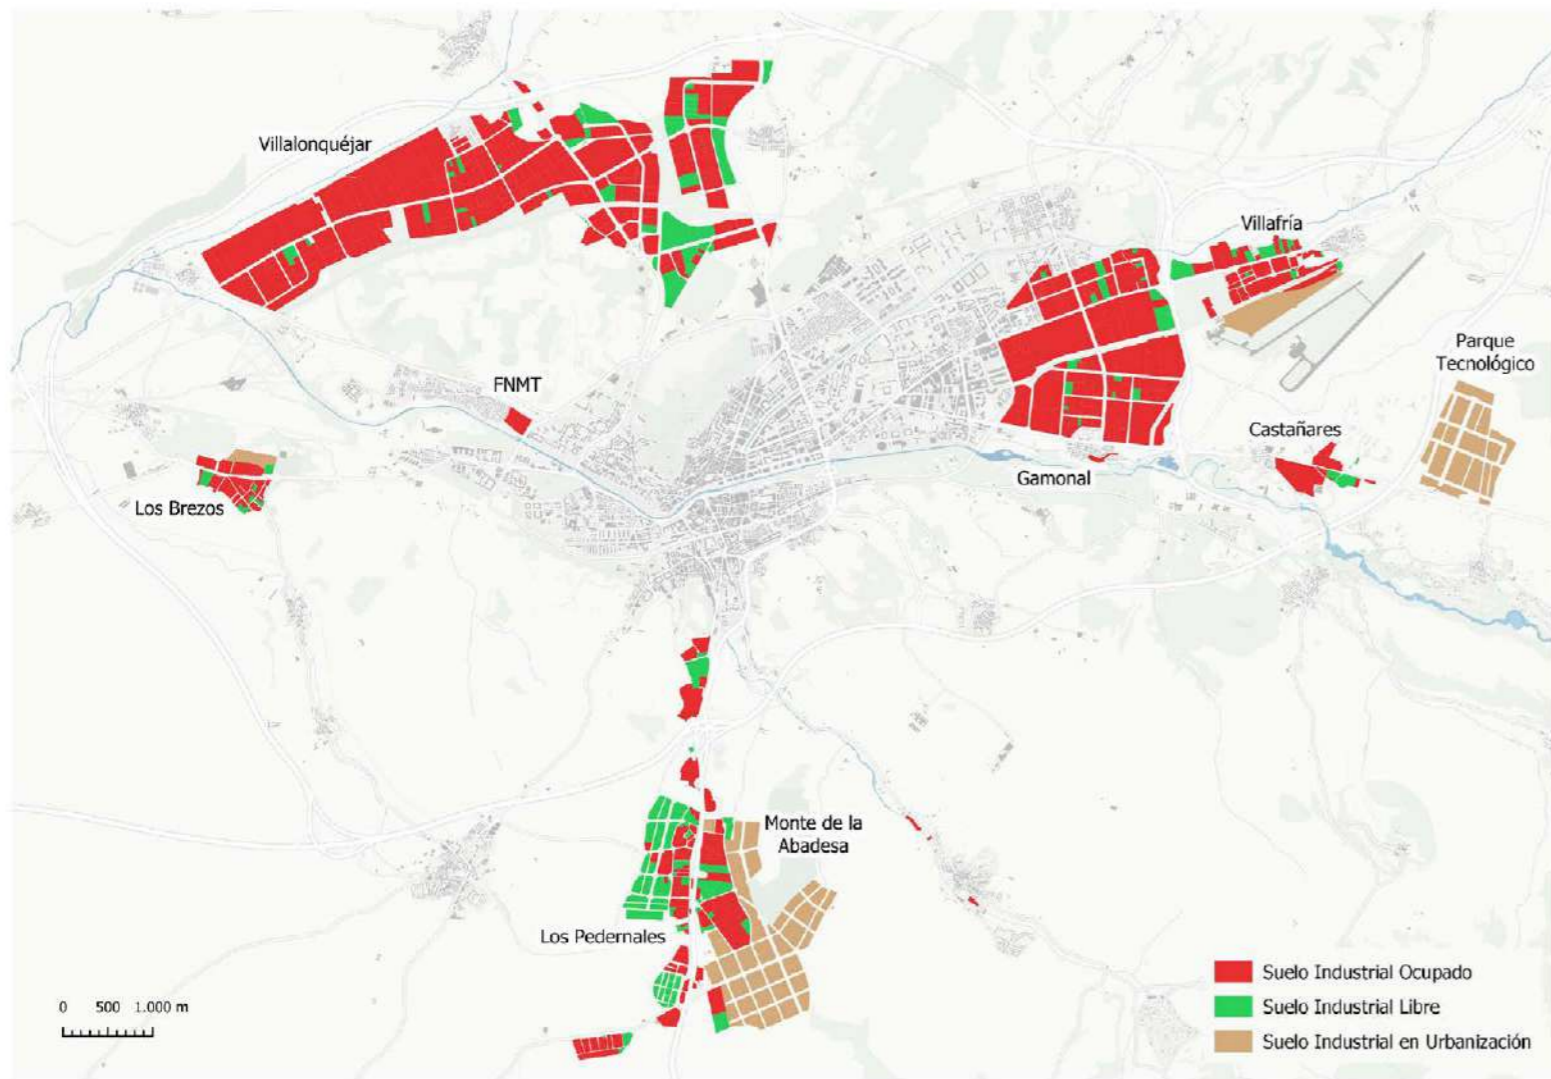 Villalonquéjar
Villafría
Parque
Tecnológico
FNMT
Castañares
Gamonal
Los Brezos
Monte de la
Abadesa
Los Pedernales
0 500 1.000 m
Suelo Industrial Ocupado
Suelo Industrial Libre
Suelo Industrial en Urbanización